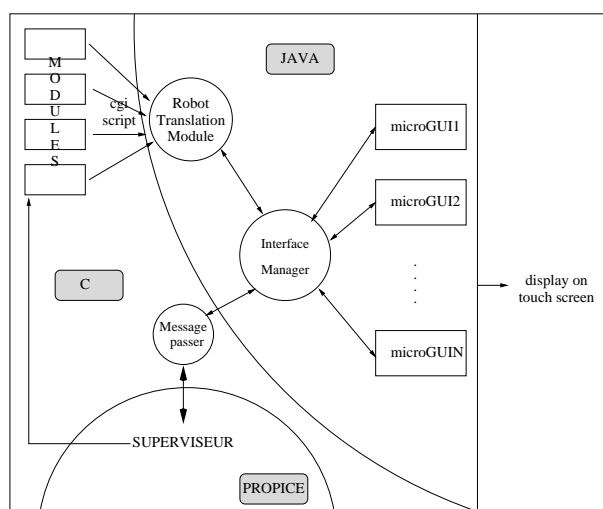 MODULES
cgi
script
JAVA
Robot
Translation
Module
microGUI1
microGUI2
Interface
Manager
C
display on
touch screen
Message
passer
microGUIN
SUPERVISEUR
PROPICE